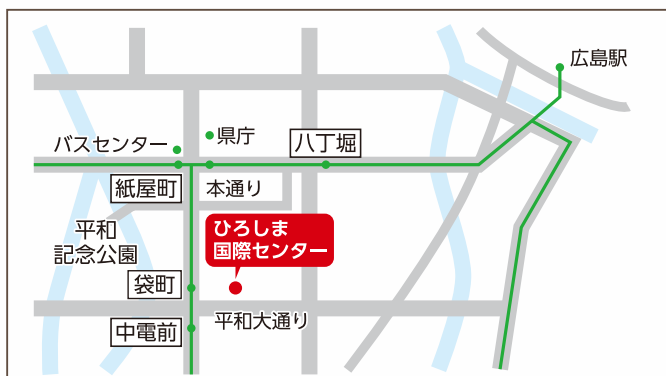 広島駅
県庁
バスセンター
八丁堀
紙屋町
本通り
平和
記念公園
ひろしま
国際センター
袋町
平和大通り
中電前